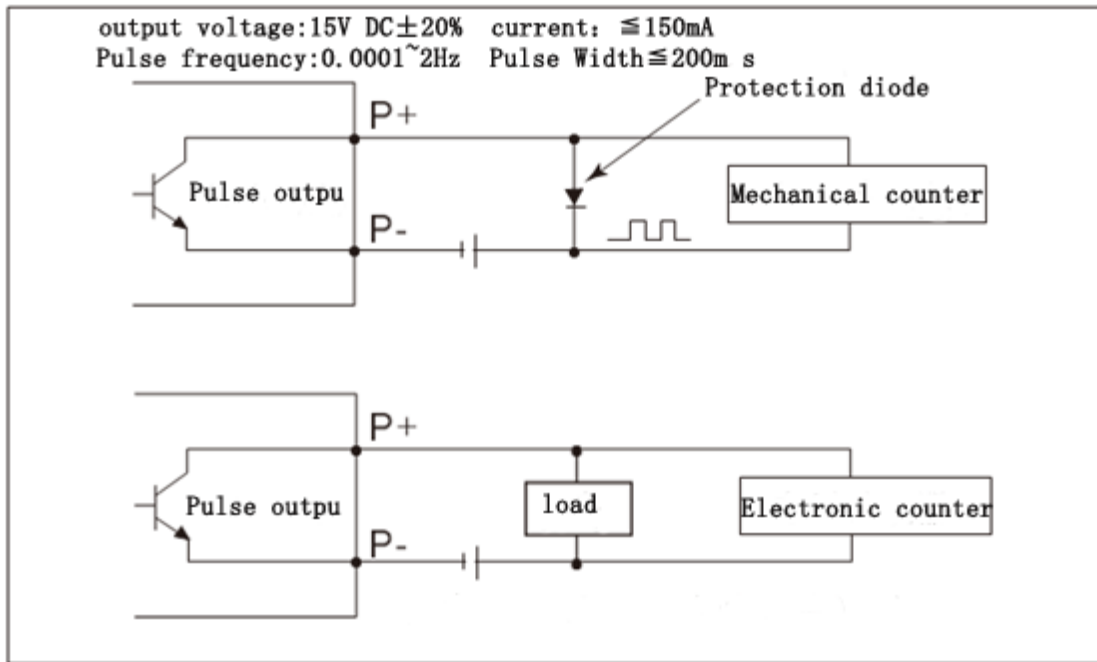 output voltage:15V DC±20% current: ≦150mA
Pulse frequency:0.0001~2Hz Pulse Width≦200m s
Protection diode
P+
Pulse outpu
Mechanical counter
P-
P+
Pulse outpu
load
Electronic counter
P-